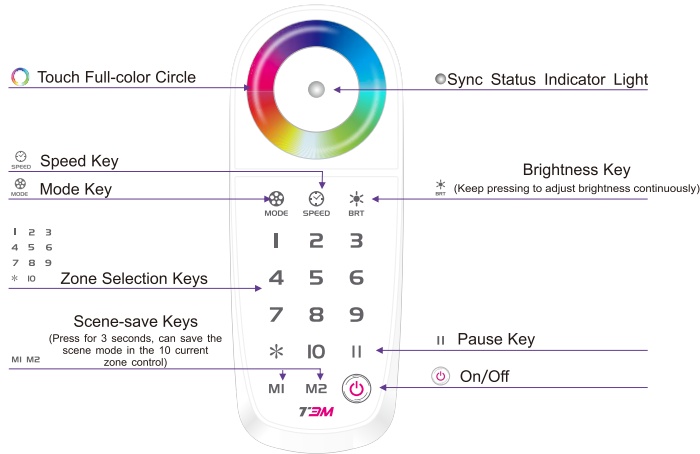 Touch Full-color Circle
Sync Status Indicator Light
SPEED Speed Key
MODE Mode Key
Brightness Key
BRT (Keep pressing to adjust brightness continuously)
MODE SPEED BRT
1 2 3
4 5 6
7 8 9
* 10
Zone Selection Keys
Scene-save Keys
(Press for 3 seconds, can save the
scene mode in the 10 current
zone control)
M1 M2
1 2 3
4 5 6
7 8 9
* 10 II
M1 M2
T3M
II Pause Key
On/Off